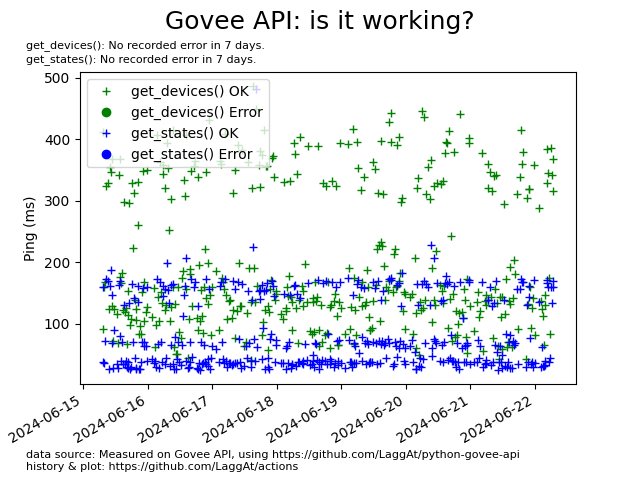 Govee API: is it working?
get_devices(): No recorded error in 7 days.
get_states(): No recorded error in 7 days.
500
400
300
200
100
Ping (ms)
get_devices() OK
get_devices() Error
get_states() OK
get_states() Error
2024-06-15
2024-06-16
2024-06-17
2024-06-18
2024-06-19
2024-06-20
2024-06-21
2024-06-22
data source: Measured on Govee API, using https://github.com/LaggAt/python-govee-api
history & plot: https://github.com/LaggAt/actions